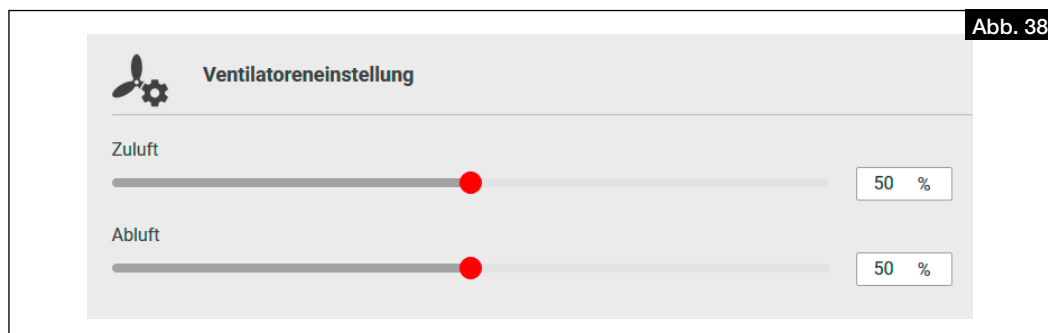 Abb. 38
Ventilatoreneinstellung
Zuluft
50 %
Abluft
50 %